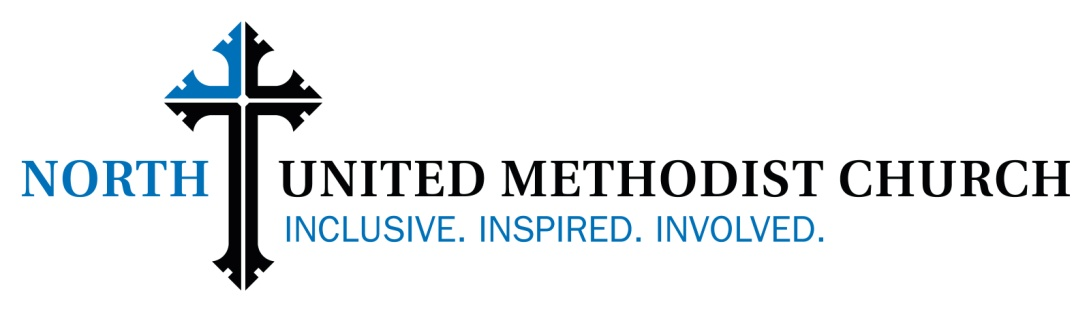 NORTH UNITED METHODIST CHURCH
INCLUSIVE. INSPIRED. INVOLVED.